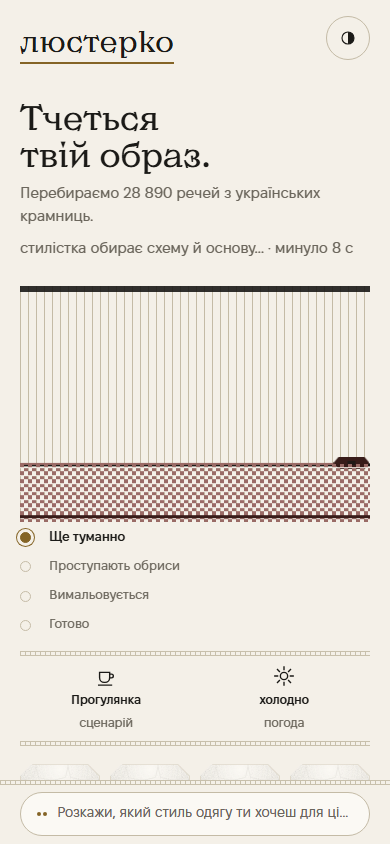 люстерко
Тчеться
твій образ.
Перебираємо 28 890 речей з українських
крамниць.
стилістка обирає схему й основу… · минуло 8 с
Ще туманно
Проступають обриси
Вимальовується
Готово
Прогулянка
холодно
сценарій
погода
Розкажи, який стиль одягу ти хочеш для ці…